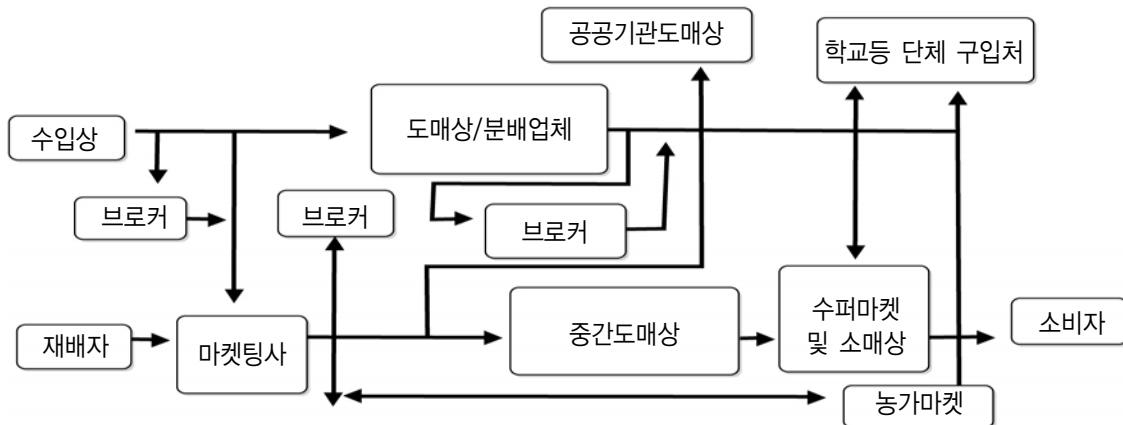 공공기관도매상
학교등 단체 구입처
수입상
도매상/분배업체
브로커
브로커
브로커
재배자
마켓팅사
중간도매상
수퍼마켓
및 소매상
소비자
농가마켓